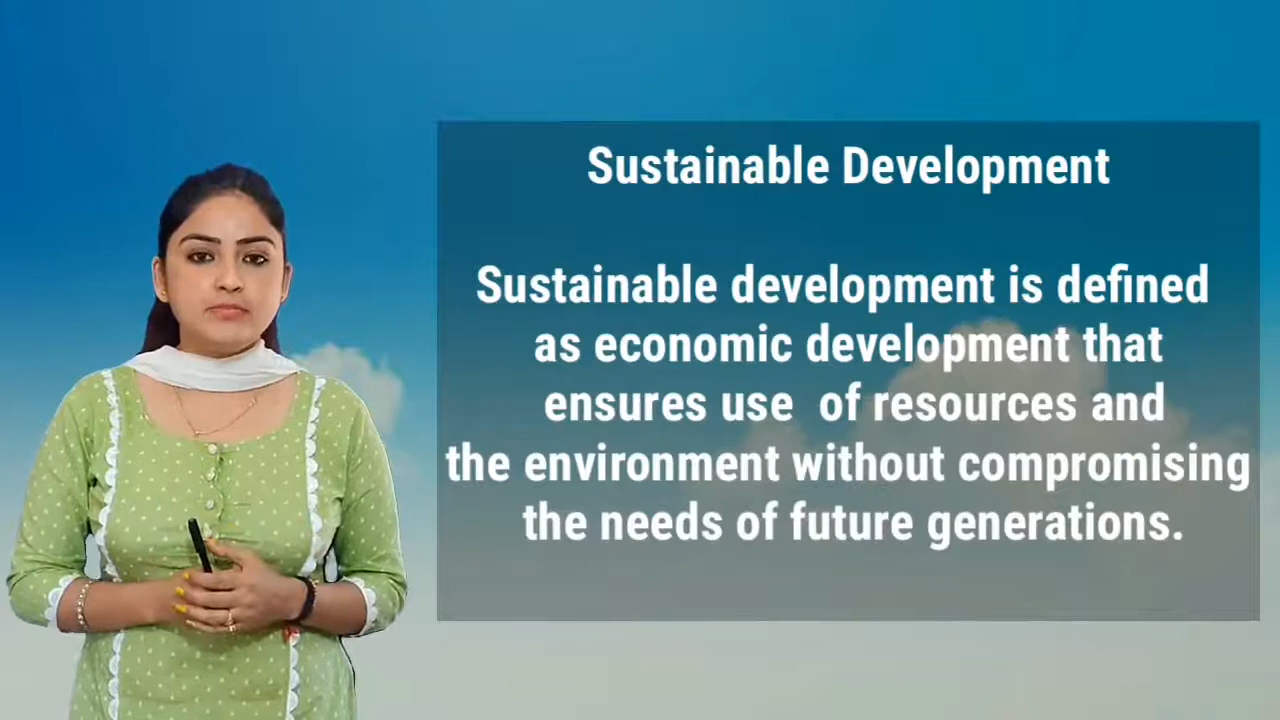 Sustainable Development
Sustainable development is defined
as economic development that
ensures use  of resources and
the environment without compromising
the needs of future generations.